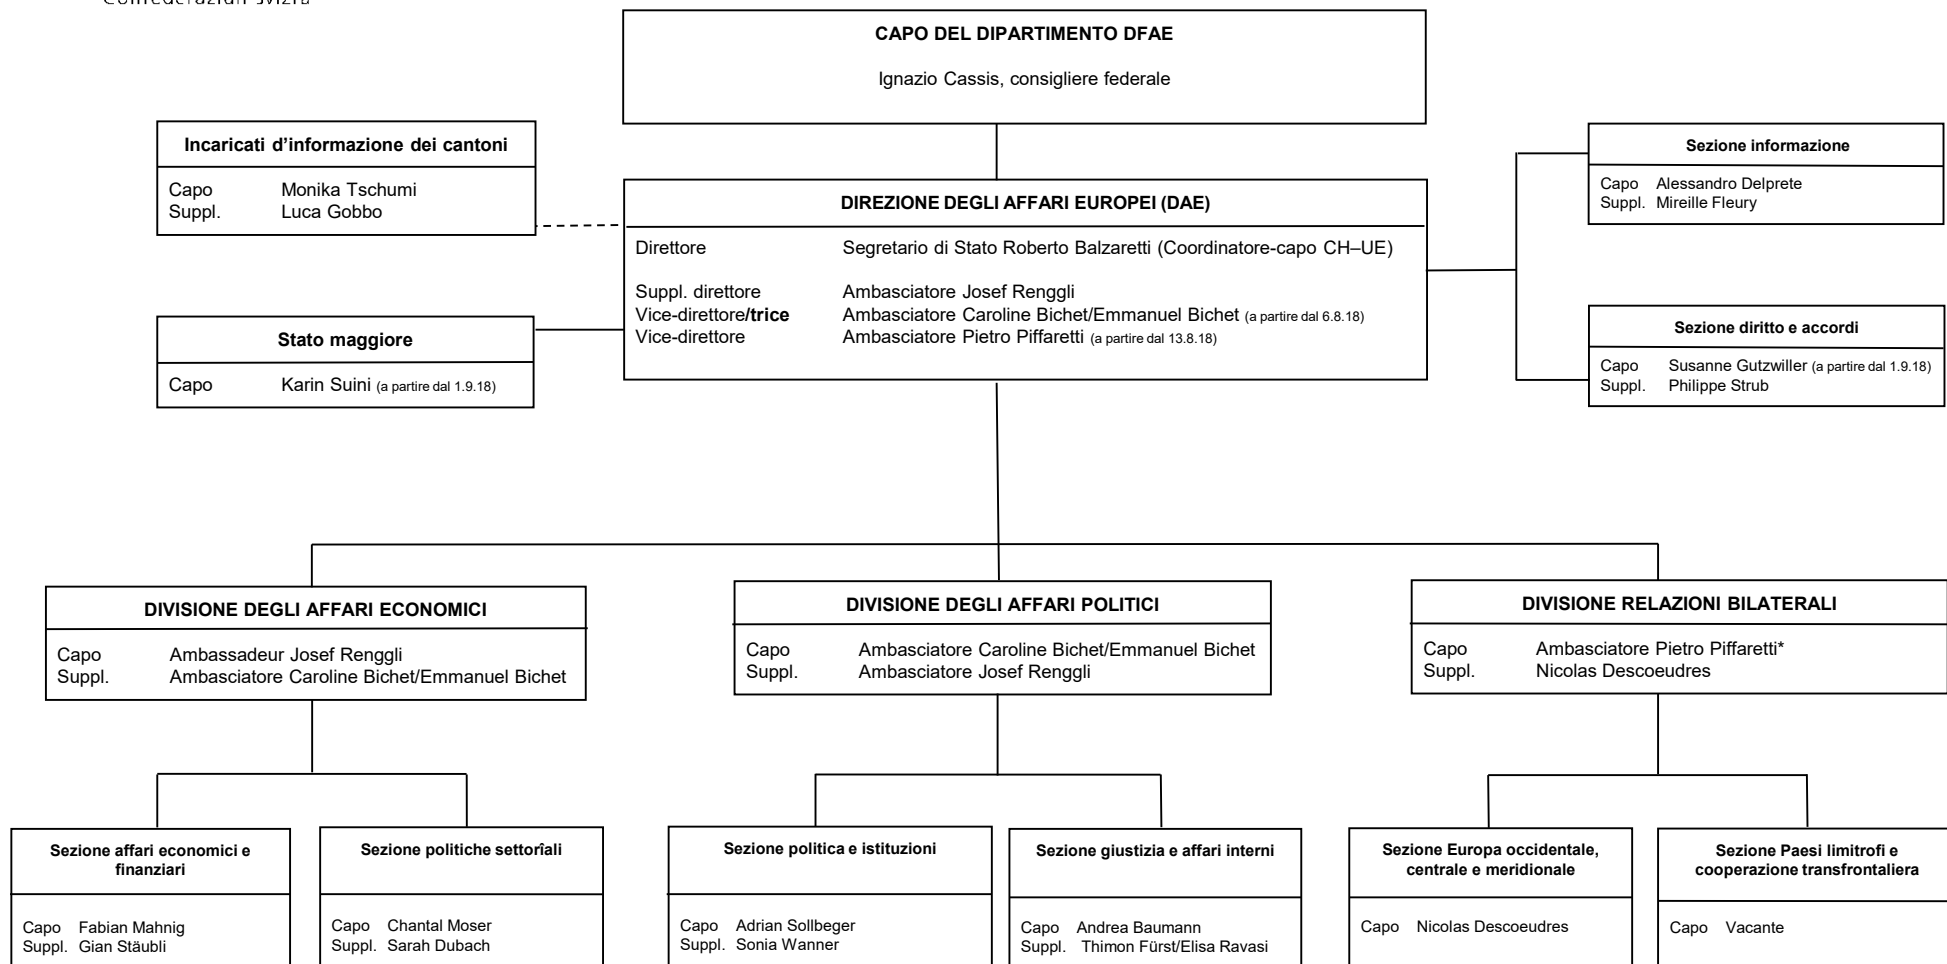 CAPO DEL DIPARTIMENTO DFAE
Ignazio Cassis, consigliere federale
Incaricati d’informazione dei cantoni
Capo Monika Tschumi
Suppl. Luca Gobbo
Sezione informazione
Capo Alessandro Delprete
Suppl. Mireille Fleury
DIREZIONE DEGLI AFFARI EUROPEI (DAE)
Direttore Segretario di Stato Roberto Balzaretti (Coordinatore-capo CH–UE)
Suppl. direttore Ambasciatore Josef Renggli
Vice-direttore/trice Ambasciatore Caroline Bichet/Emmanuel Bichet (a partire dal 6.8.18)
Vice-direttore Ambasciatore Pietro Piffaretti (a partire dal 13.8.18)
Stato maggiore
Capo Karin Suini (a partire dal 1.9.18)
Sezione diritto e accordi
Capo Susanne Gutzwiller (a partire dal 1.9.18)
Suppl. Philippe Strub
DIVISIONE DEGLI AFFARI ECONOMICI
Capo Ambassadeur Josef Renggli
Suppl. Ambasciatore Caroline Bichet/Emmanuel Bichet
DIVISIONE DEGLI AFFARI POLITICI
Capo Ambasciatore Caroline Bichet/Emmanuel Bichet
Suppl. Ambasciatore Josef Renggli
DIVISIONE RELAZIONI BILATERALI
Capo Ambasciatore Pietro Piffaretti*
Suppl. Nicolas Descoeudres
Sezione affari economici e
finanziari
Capo Fabian Mahnig
Suppl. Gian Stäubli
Sezione politiche settorîali
Capo Chantal Moser
Suppl. Sarah Dubach
Sezione politica e istituzioni
Capo Adrian Sollbeger
Suppl. Sonia Wanner
Sezione giustizia e affari interni
Capo Andrea Baumann
Suppl. Thimon Fürst/Elisa Ravasi
Sezione Europa occidentale,
centrale e meridionale
Capo Nicolas Descoeudres
Sezione Paesi limitrofi e
cooperazione transfrontaliera
Capo Vacante